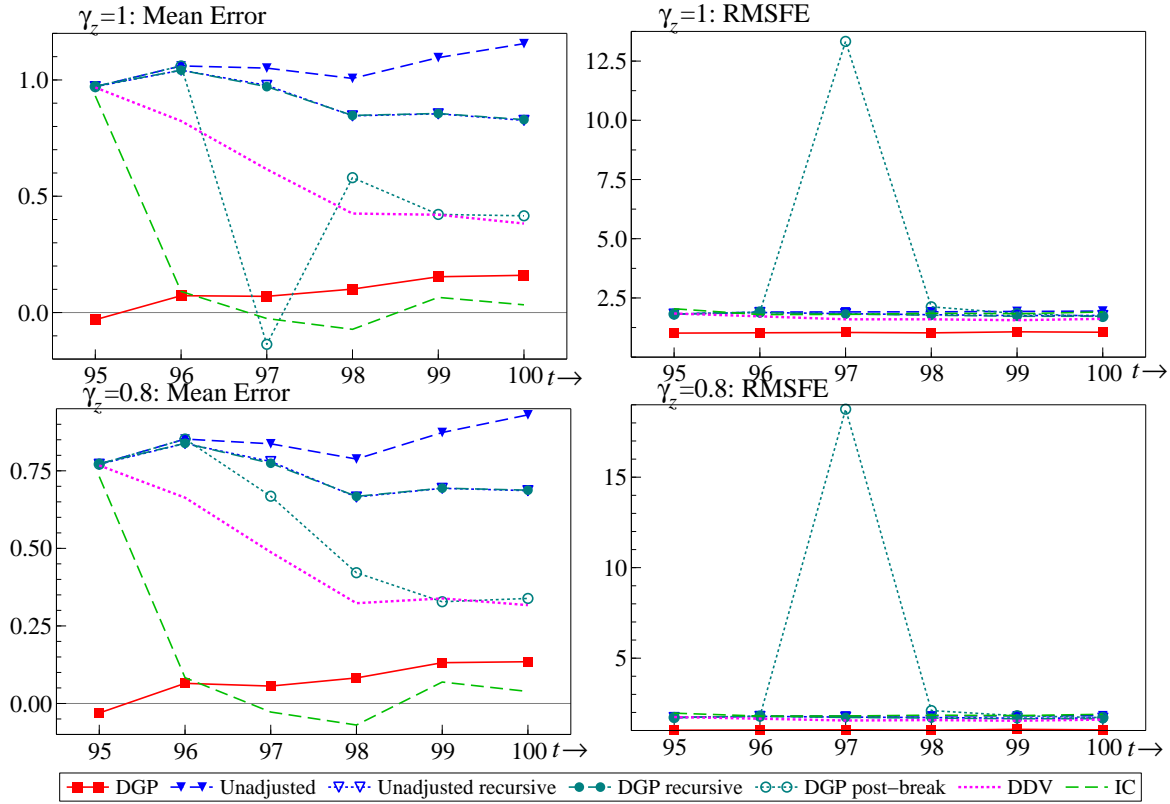 γz=1: Mean Error
1.0
0.5
0.0
95 96 97 98 99 100 t→
γz=1: RMSFE
12.5
10.0
7.5
5.0
2.5
95 96 97 98 99 100 t→
γz=0.8: Mean Error
0.75
0.50
0.25
0.00
95 96 97 98 99 100 t→
γz=0.8: RMSFE
15
10
5
95 96 97 98 99 100 t→
DGP Unadjusted Unadjusted recursive DGP recursive DGP post−break DDV IC